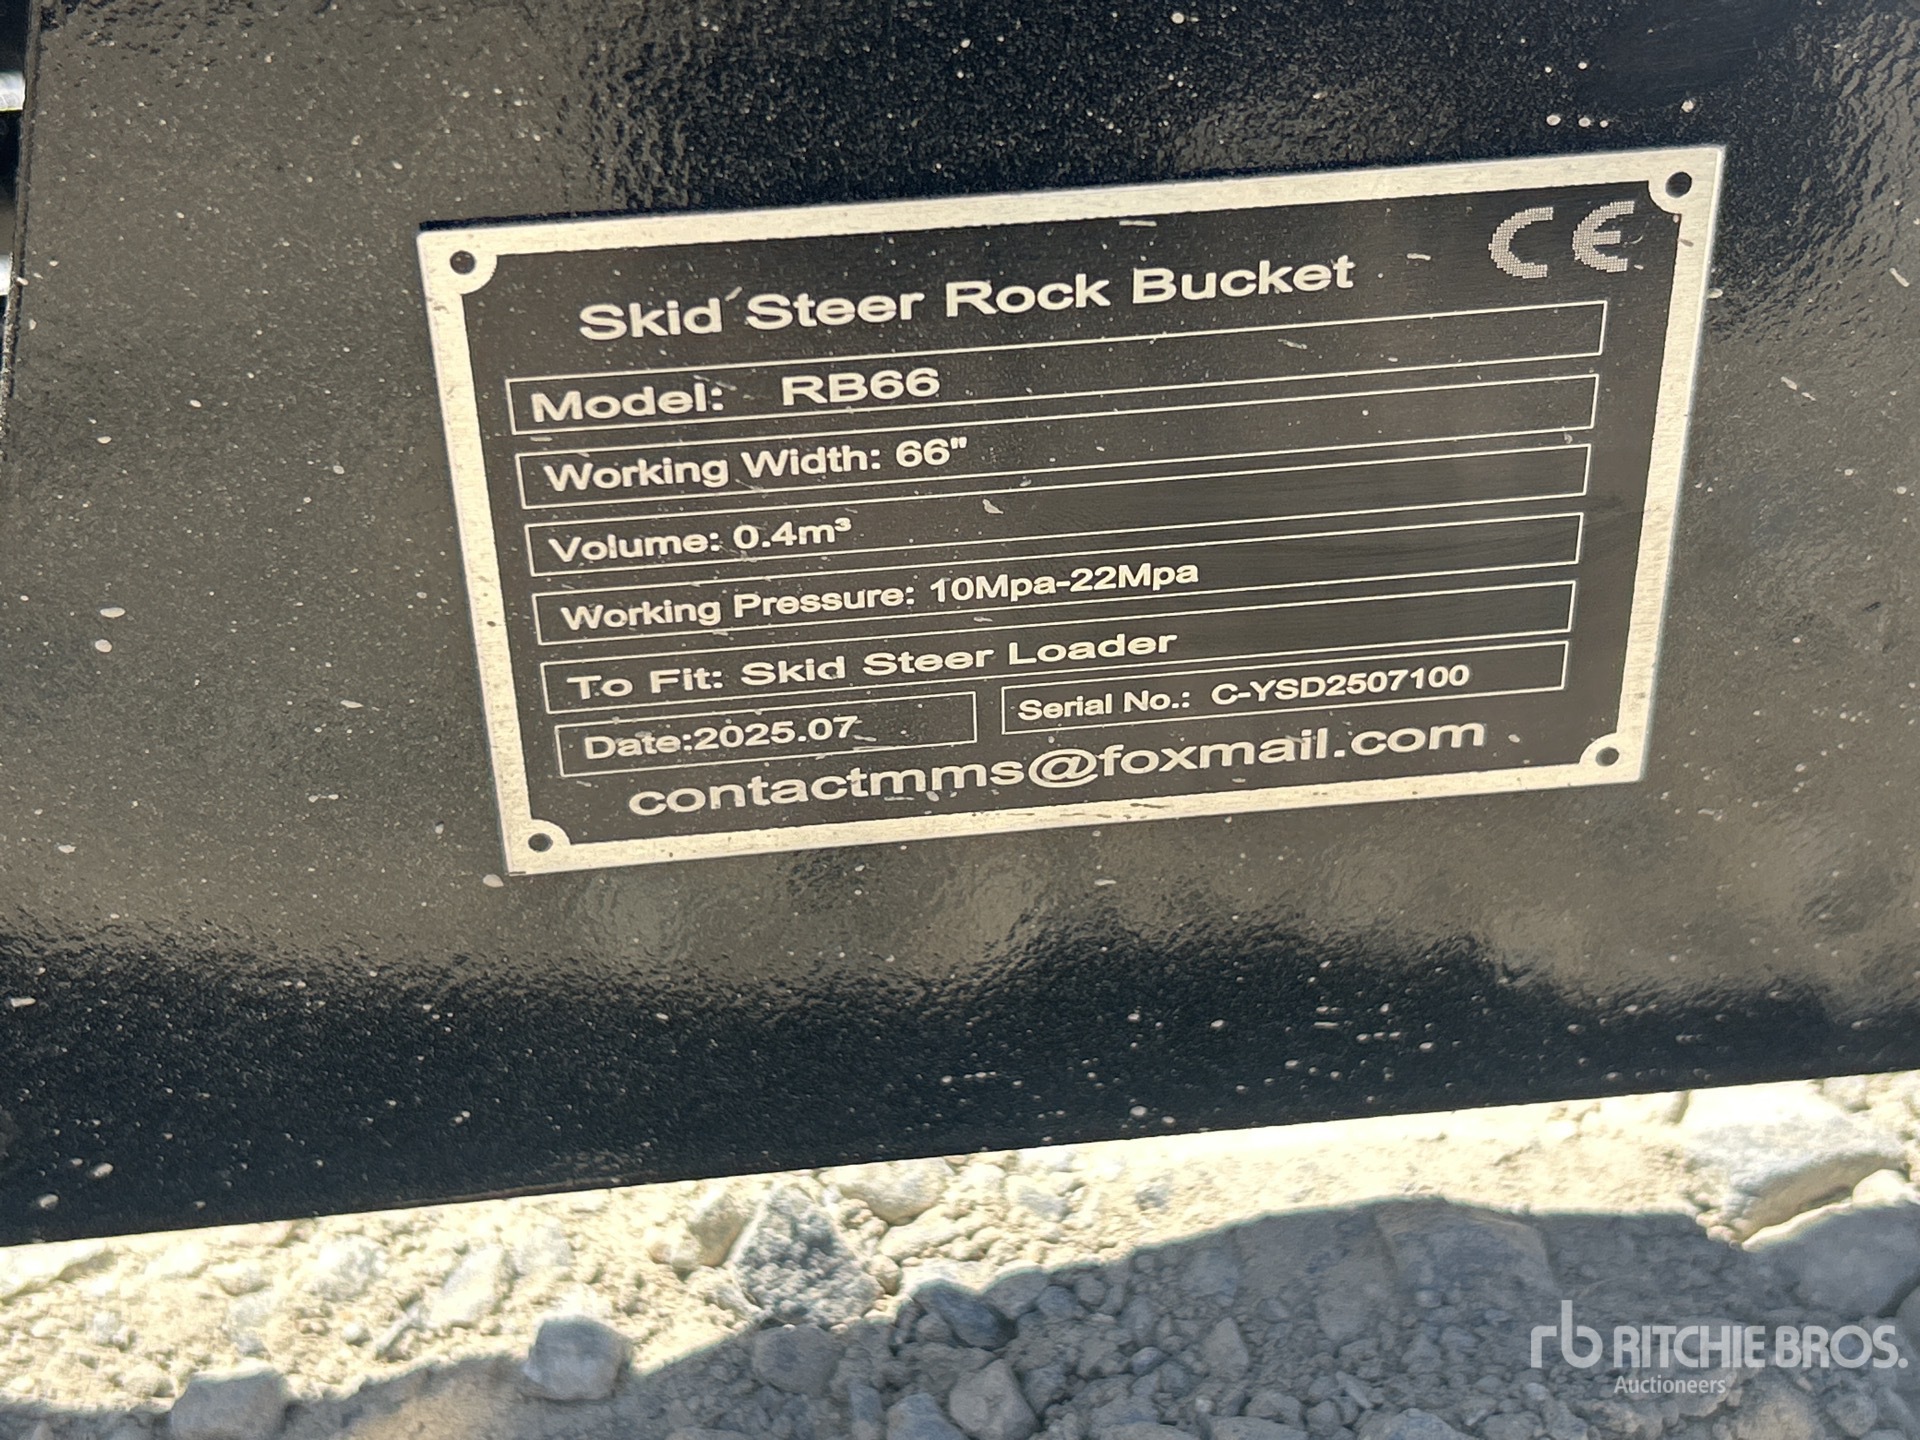 CE
Skid Steer Rock Bucket
Model: RB66
Working Width: 66"
Volume: 0.4m³
Working Pressure: 10Mpa-22Mpa
To Fit: Skid Steer Loader
Date:2025.07 Serial No.: C-YSD2507100
contactmms@foxmail.com
rb RITCHIE BROS.
Auctioneers